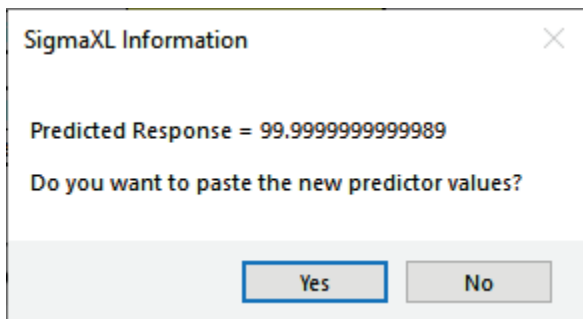 SigmaXL Information
Predicted Response = 99.9999999999989
Do you want to paste the new predictor values?
Yes No